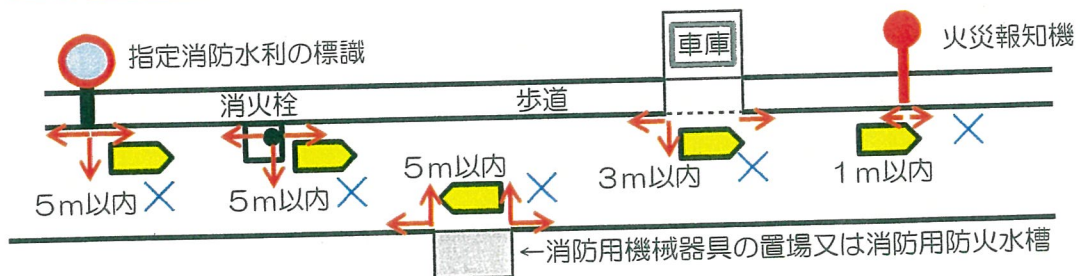 指定消防水利の標識
車庫
火災報知機
消火栓
歩道
5m以内
5m以内
5m以内
3m以内
1m以内
←消防用機械器具の置場又は消防用防火水槽